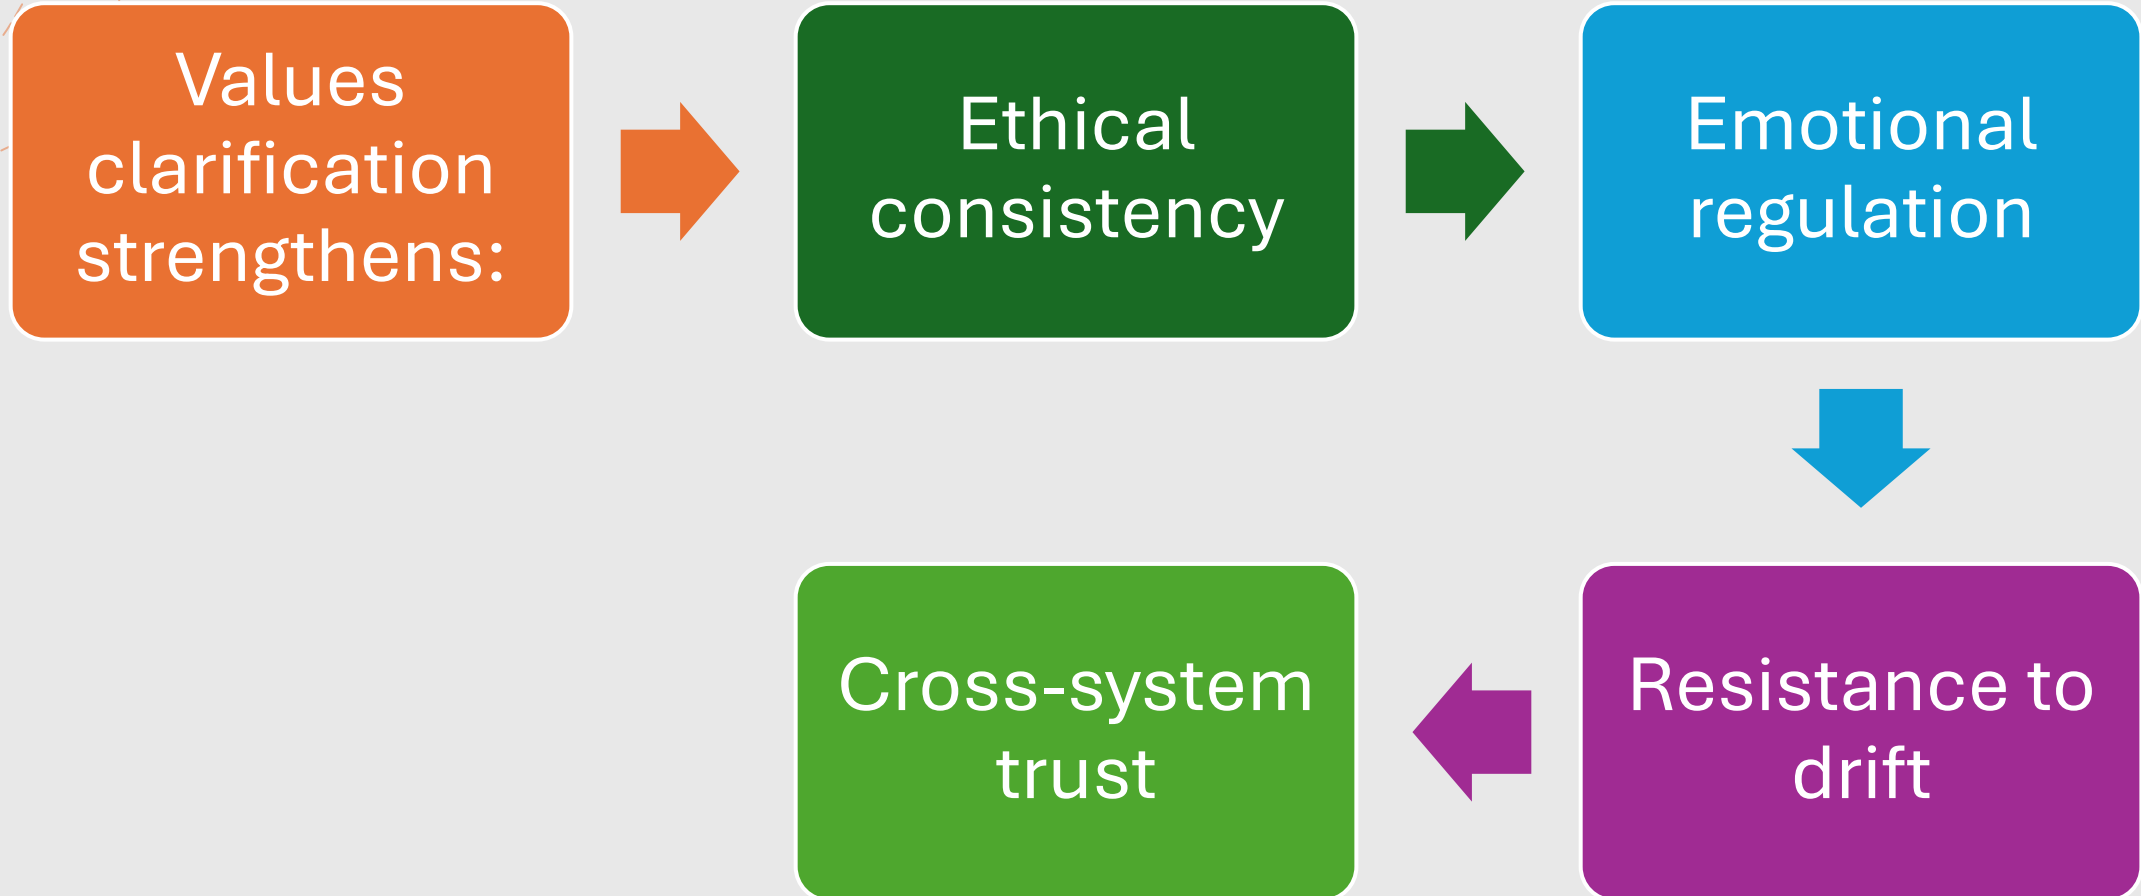 Values
clarification
strengthens:
Ethical
consistency
Emotional
regulation
Resistance to
drift
Cross-system
trust